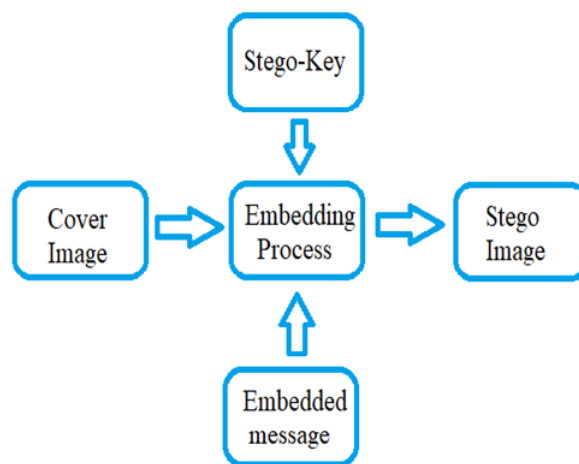 Stego-Key
Cover
Image
Embedding
Process
Stego
Image
Embedded
message